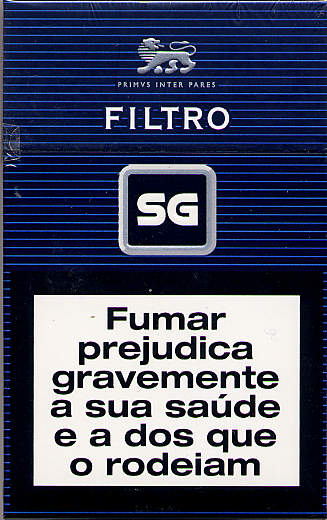 PRIMVS INTER PARES
FILTRO
SG
Fumar
prejudica
gravemente
a sua saúde
e a dos que
o rodeiam